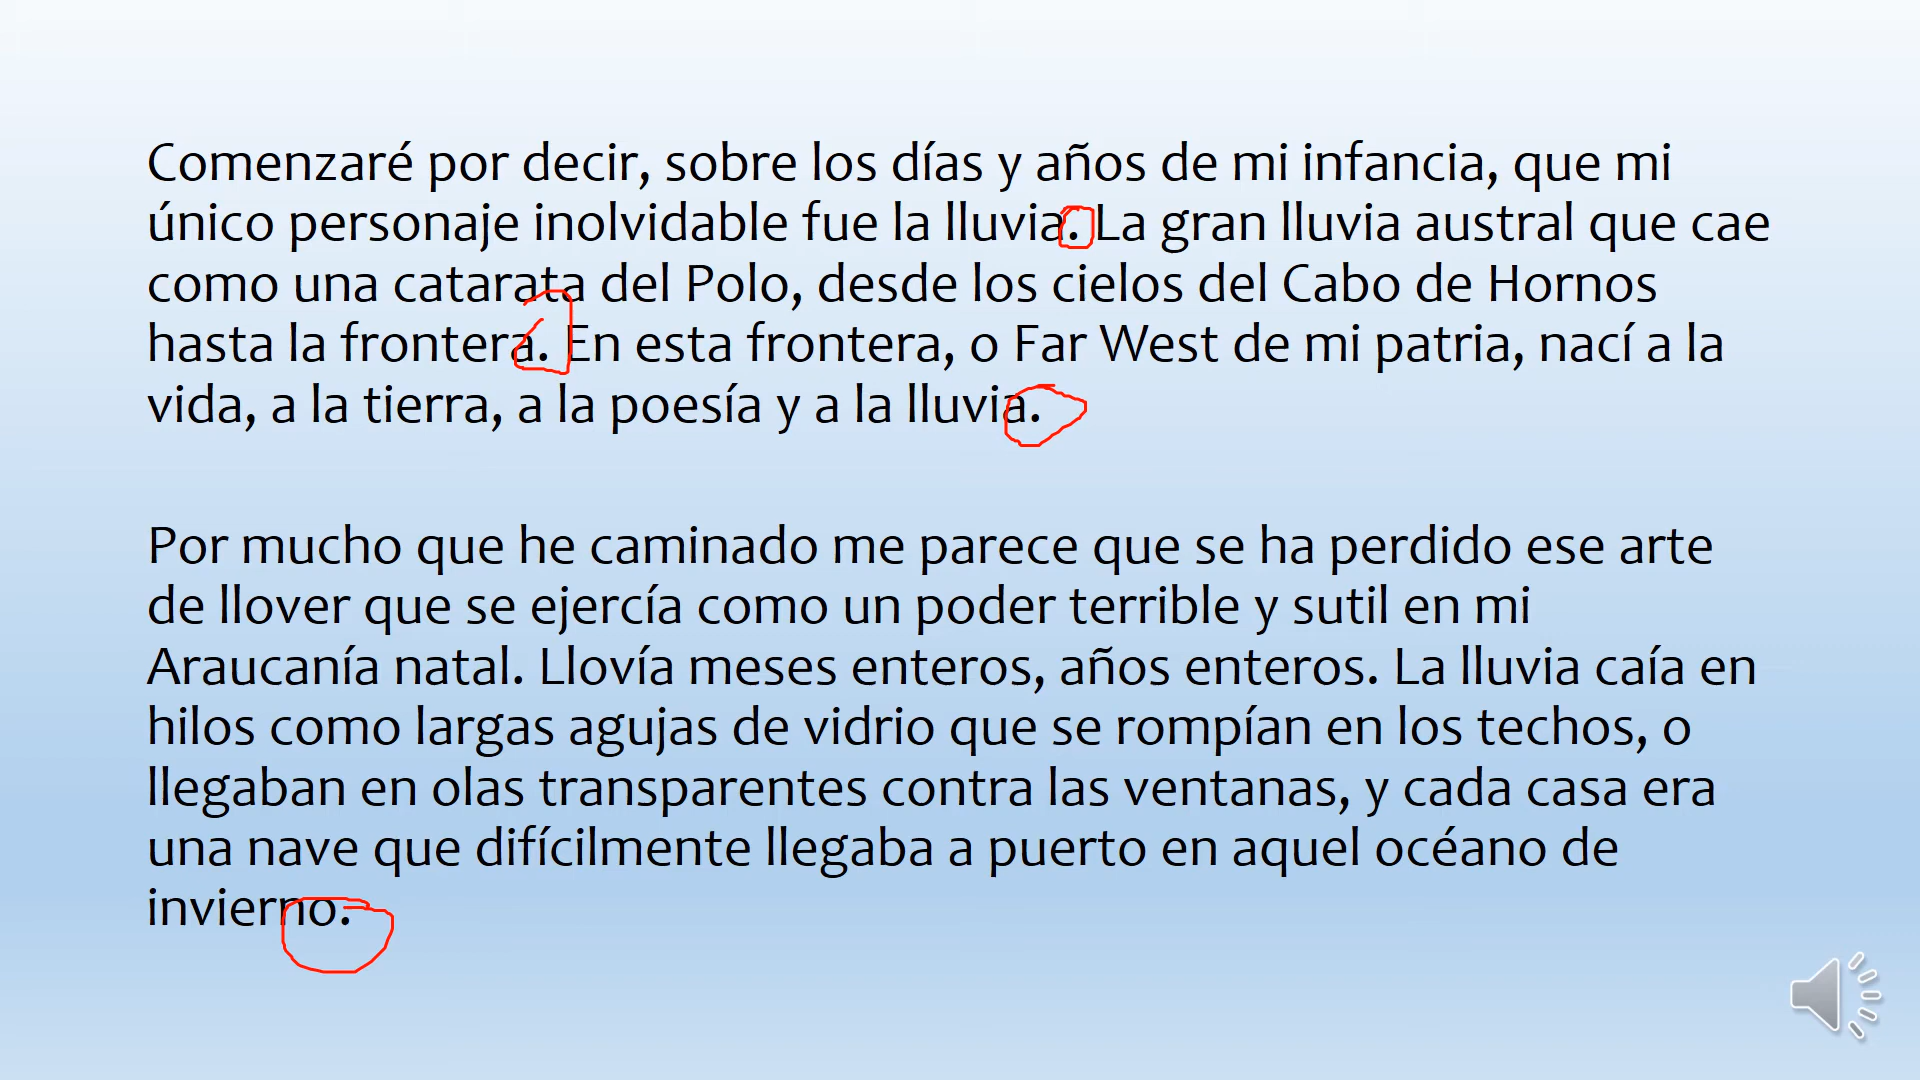 Comenzaré por decir, sobre los días y años de mi infancia, que mi
único personaje inolvidable fue la lluvia. La gran lluvia austral que cae
como una catarata del Polo, desde los cielos del Cabo de Hornos
hasta la frontera. En esta frontera, o Far West de mi patria, nací a la
vida, a la tierra, a la poesía y a la lluvia.
Por mucho que he caminado me parece que se ha perdido ese arte
de llover que se ejercía como un poder terrible y sutil en mi
Araucanía natal. Llovía meses enteros, años enteros. La lluvia caía en
hilos como largas agujas de vidrio que se rompían en los techos, o
llegaban en olas transparentes contra las ventanas, y cada casa era
una nave que difícilmente llegaba a puerto en aquel océano de
invierno.